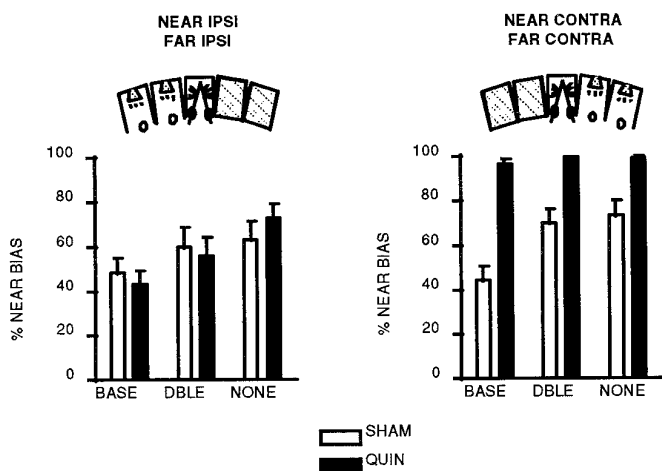 NEAR IPSI
FAR IPSI
% NEAR BIAS
100
80
60
40
20
0
BASE DBLE NONE
NEAR CONTRA
FAR CONTRA
% NEAR BIAS
100
80
60
40
20
0
BASE DBLE NONE
SHAM
QUIN